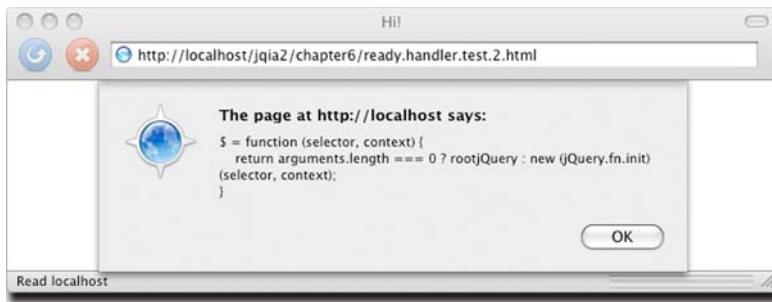 Hi!
http://localhost/jqia2/chapter6/ready.handler.test.2.html
The page at http://localhost says:
$ = function (selector, context) {
return arguments.length === 0 ? rootjQuery : new (jQuery.fn.init)
(selector, context);
}
OK
Read localhost